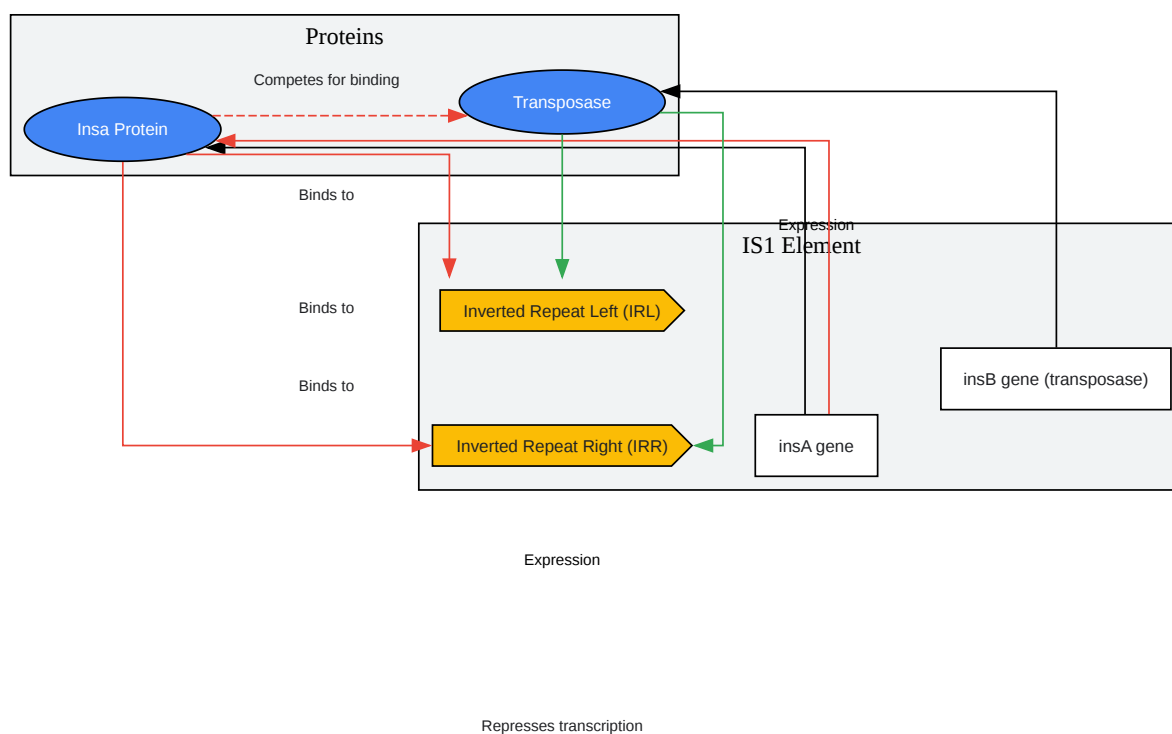 Proteins
Competes for binding
Transposase
Insa Protein
Binds to
Expression
IS1 Element
Binds to
Inverted Repeat Left (IRL)
insB gene (transposase)
Binds to
Inverted Repeat Right (IRR)
insA gene
Expression
Represses transcription